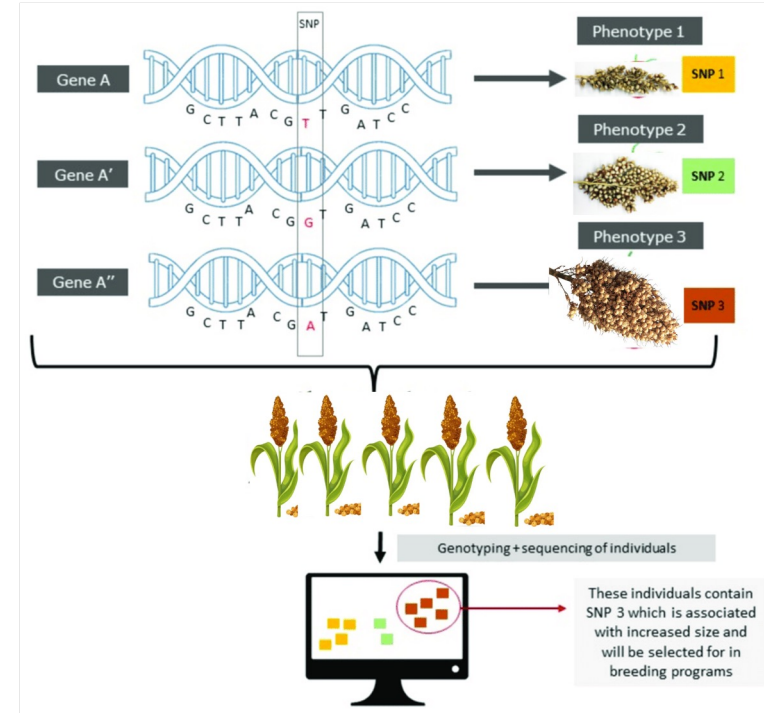 SNP
Phenotype 1
Gene A
SNP 1
G C T T A C G T T G A T C C
Phenotype 2
Gene A′
SNP 2
G C T T A C G G T G A T C C
Phenotype 3
Gene A′′
SNP 3
G C T T A C G A T G A T C C
Genotyping + sequencing of individuals
These individuals contain
SNP 3 which is associated
with increased size and
will be selected for in
breeding programs